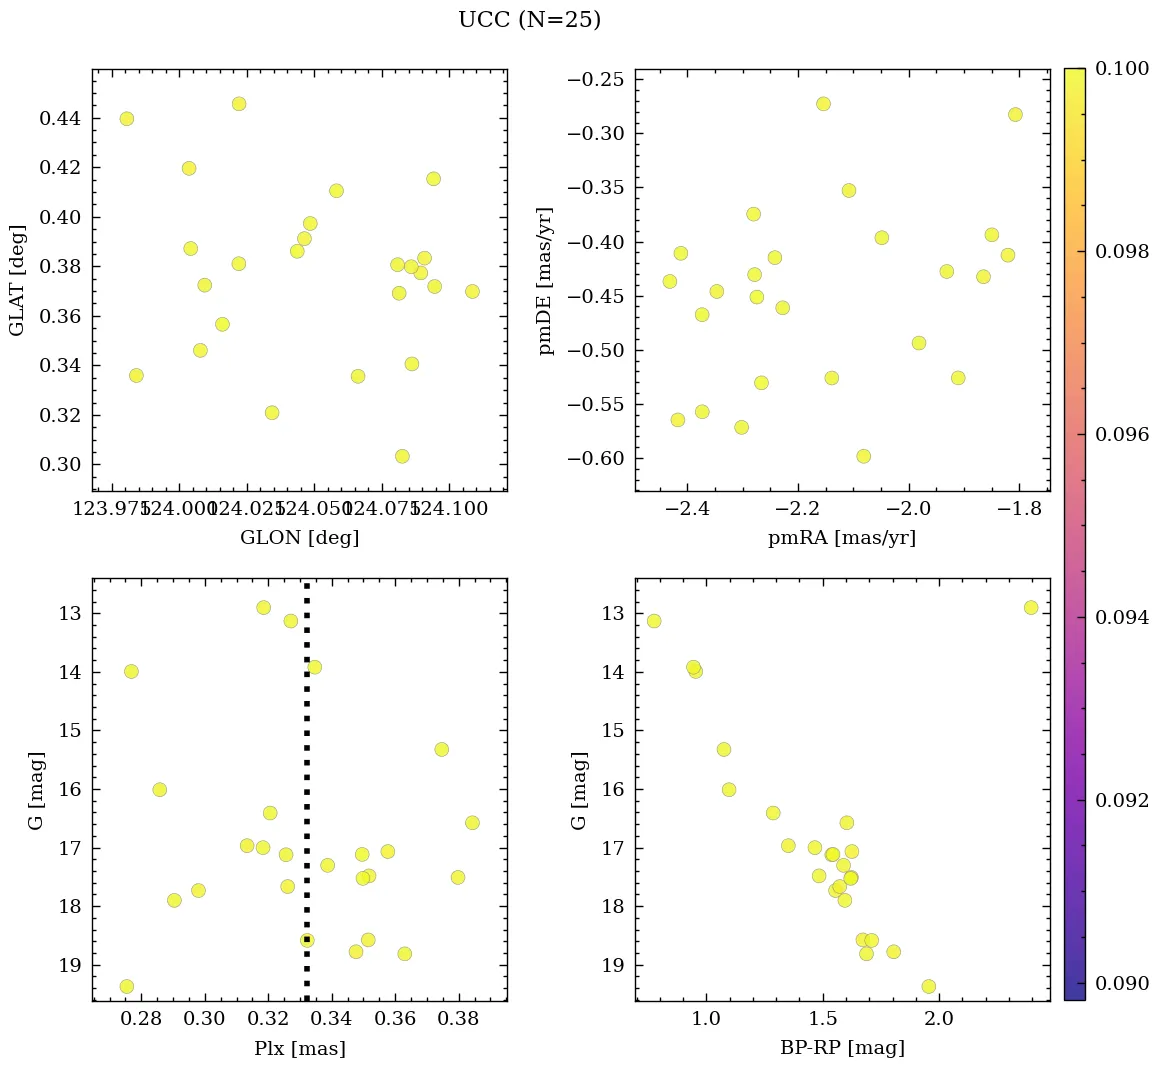 UCC (N=25)
0.44
0.42
0.40
0.38
0.36
0.34
0.32
0.30
GLAT [deg]
123.975 124.000 124.025 124.050 124.075 124.100
GLON [deg]
−0.25
−0.30
−0.35
−0.40
−0.45
−0.50
−0.55
−0.60
pmDE [mas/yr]
−2.4 −2.2 −2.0 −1.8
pmRA [mas/yr]
13
14
15
16
17
18
19
G [mag]
0.28 0.30 0.32 0.34 0.36 0.38
Plx [mas]
13
14
15
16
17
18
19
G [mag]
1.0 1.5 2.0
BP-RP [mag]
0.100
0.098
0.096
0.094
0.092
0.090